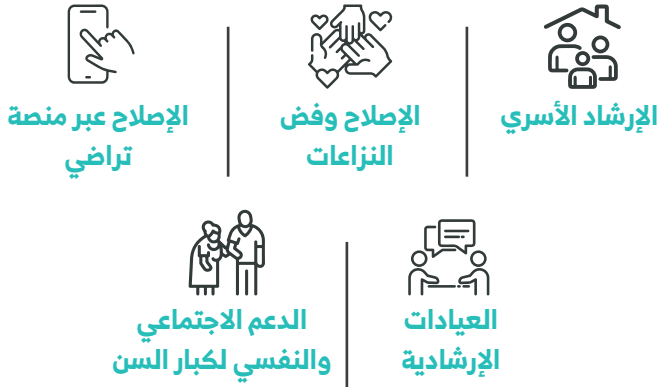 الإرشاد الأسري
الإصلاح وفض
النزاعات
الإصلاح عبر منصة
تراضي
العيادات
الإرشادية
الدعم الاجتماعي
والنفسي لكبار السن